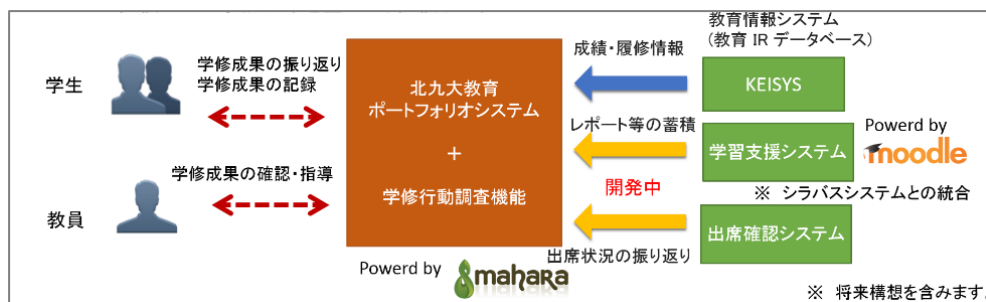 教育情報システム
(教育 IR データベース)
学生
学修成果の振り返り
学修成果の記録
北九大教育
ポートフォリオシステム
+
学修行動調査機能
成績・履修情報
KEISYS
レポート等の蓄積
学習支援システム
Powerd by
moodle
開発中
※ シラバスシステムとの統合
教員
学修成果の確認・指導
出席確認システム
出席状況の振り返り
Powerd by
mahara
※ 将来構想を含みます。